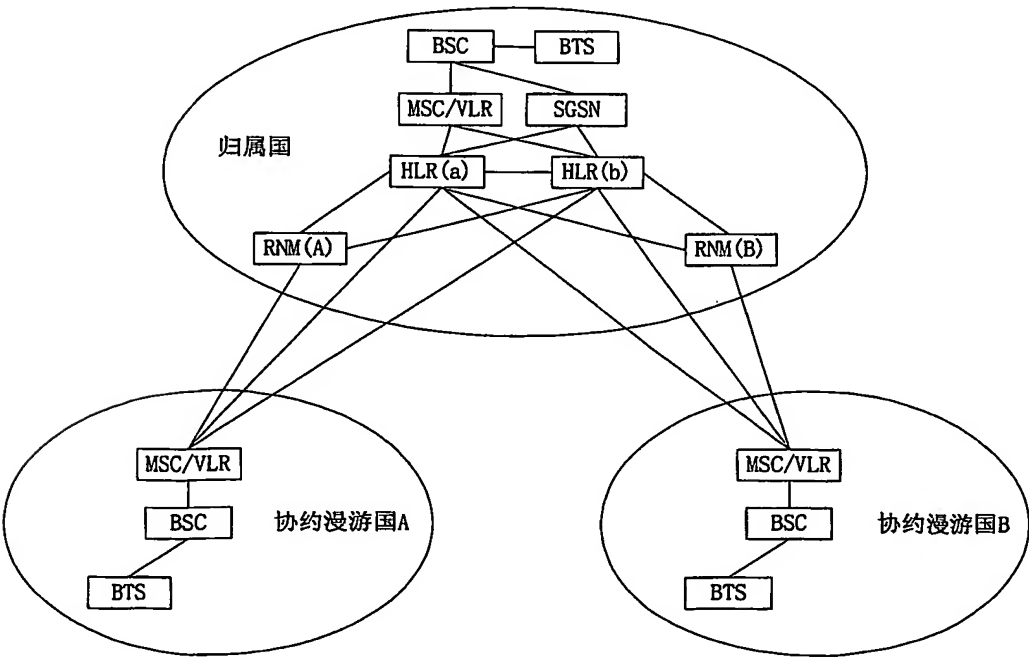 BSC
BTS
MSC/VLR
SGSN
归属国
HLR(a)
HLR(b)
RNM(A)
RNM(B)
MSC/VLR
BSC
协约漫游国A
BTS
MSC/VLR
BSC
协约漫游国B
BTS